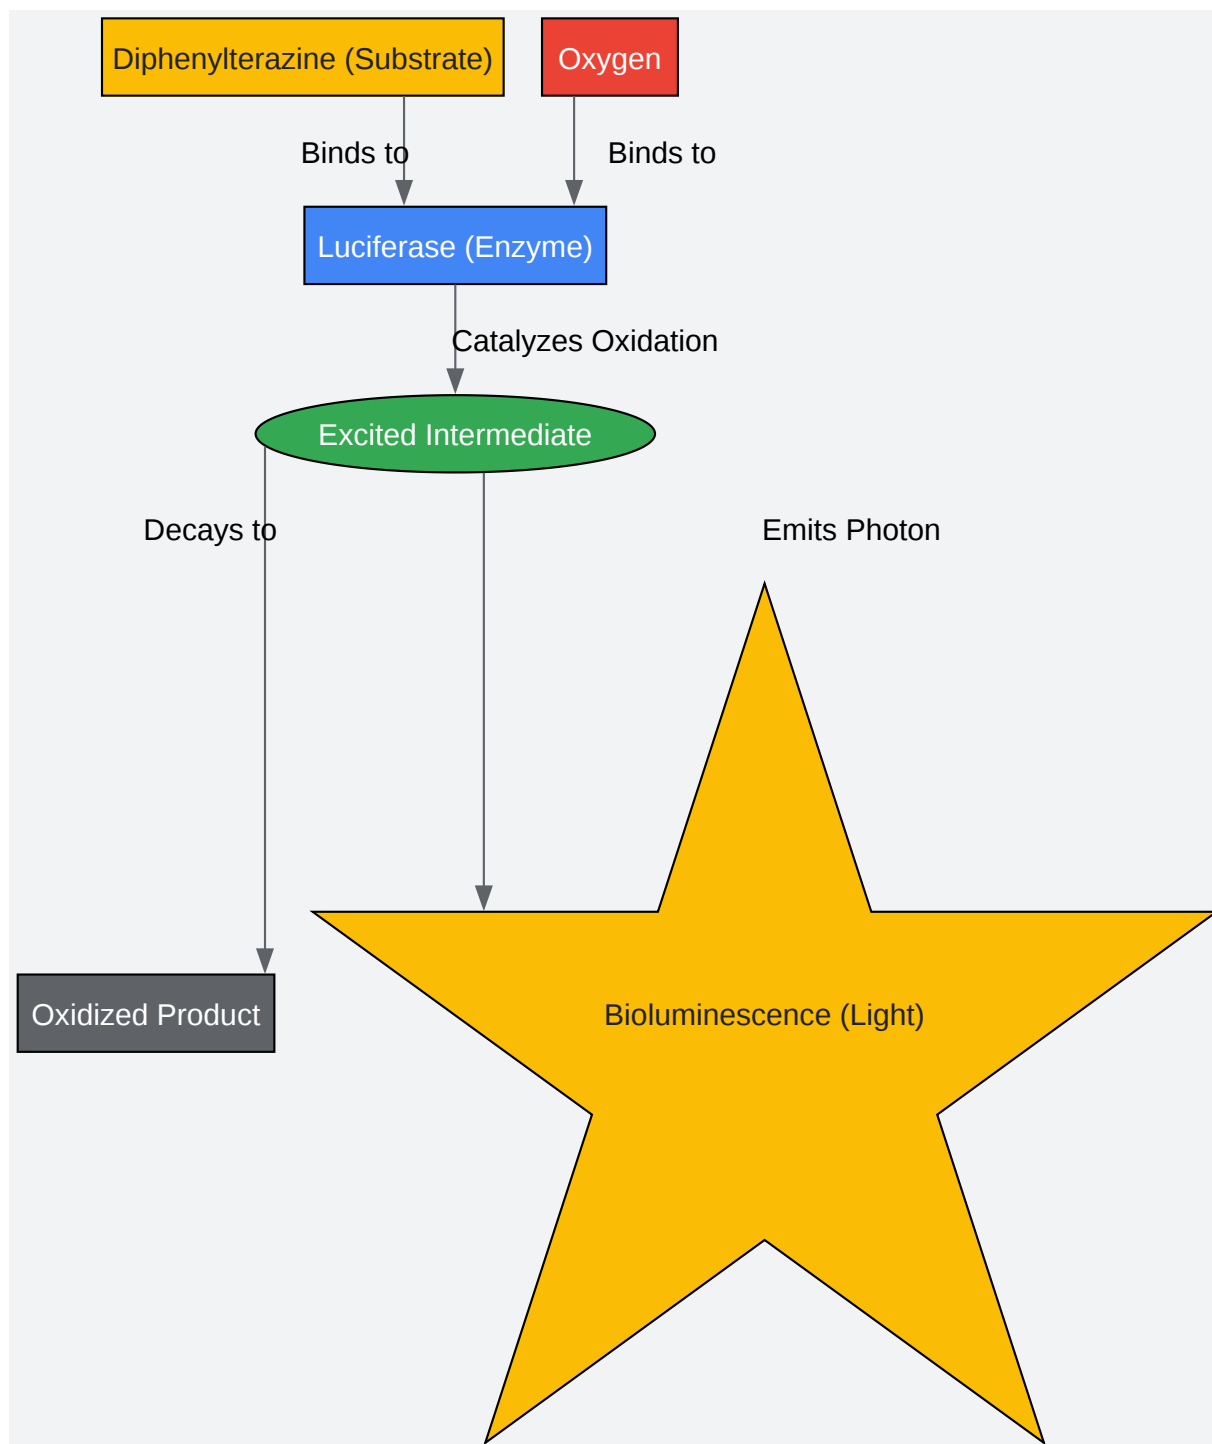 Diphenylterazine (Substrate)
Oxygen
Binds to
Binds to
Luciferase (Enzyme)
Catalyzes Oxidation
Excited Intermediate
Decays to
Emits Photon
Oxidized Product
Bioluminescence (Light)